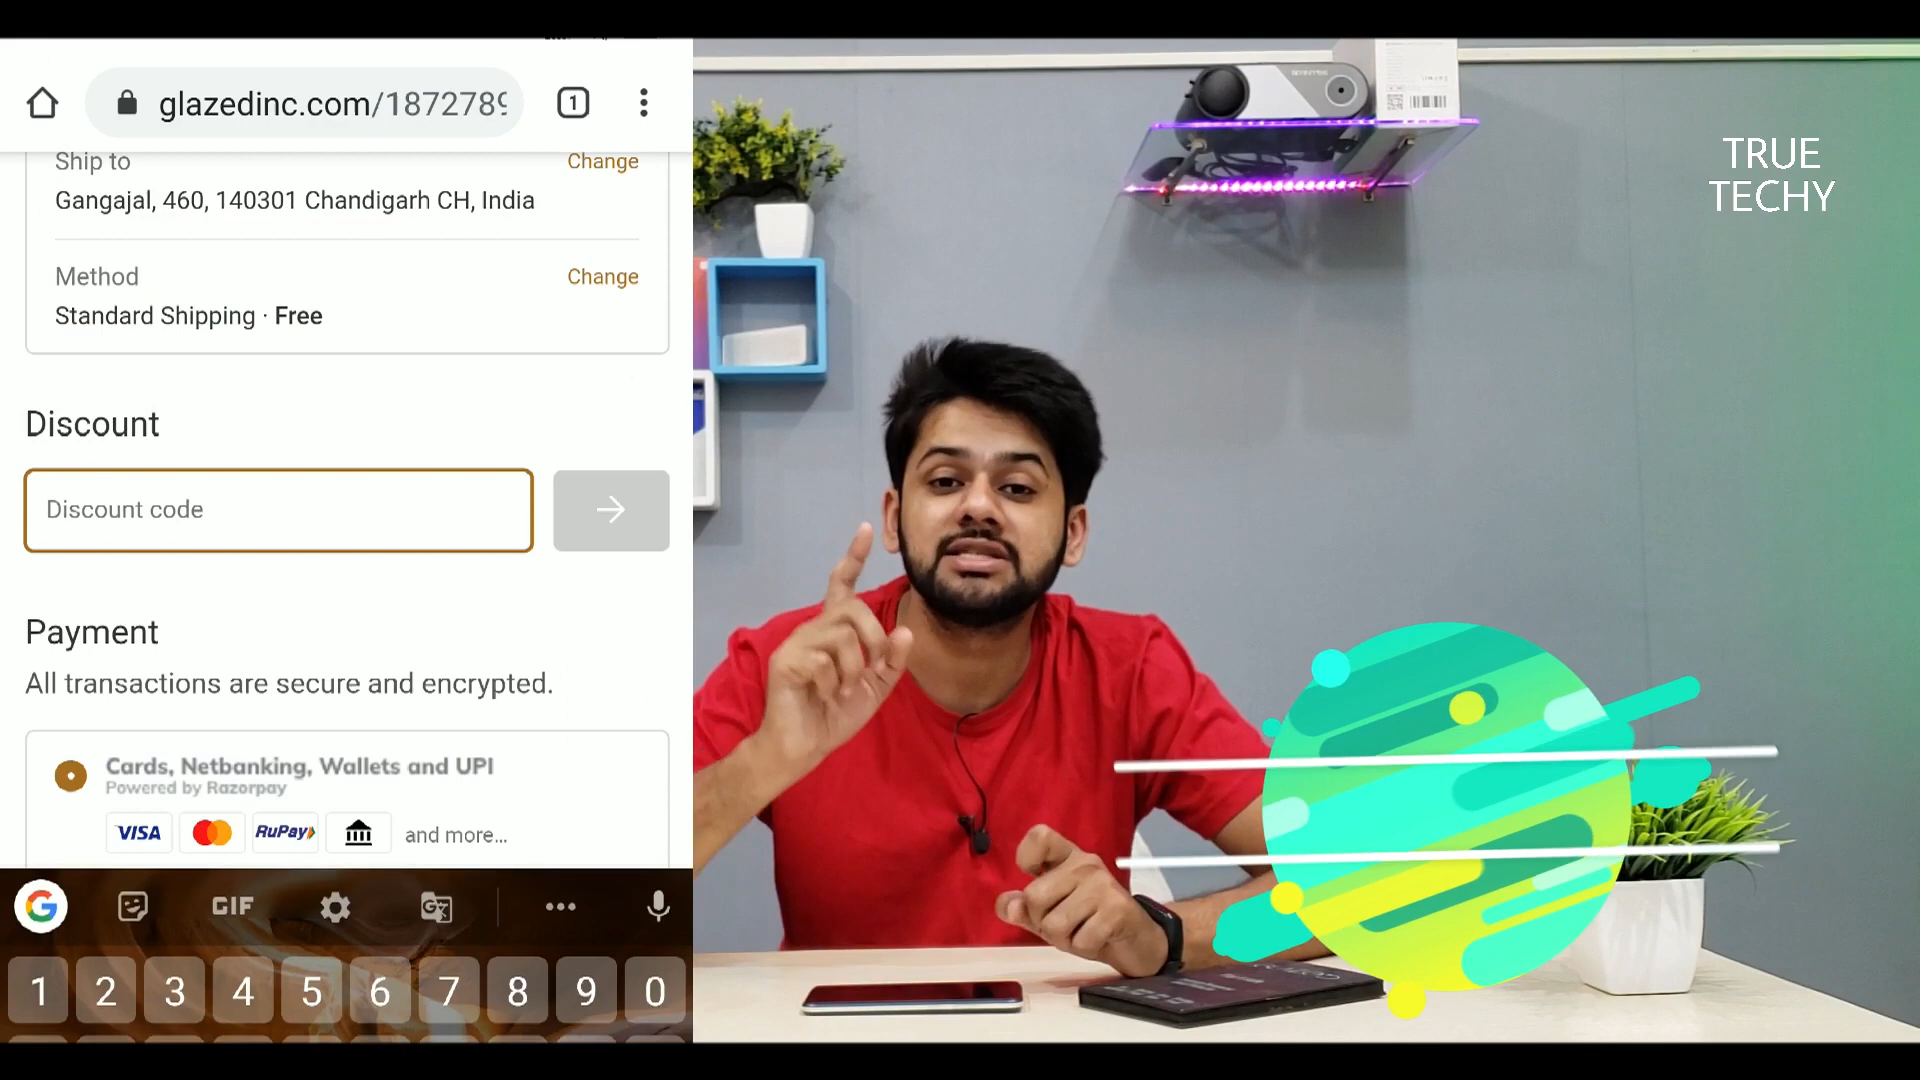 1
glazedinc.com/1872789
Ship to
Change
Gangajal, 460, 140301 Chandigarh CH, India
Method
Change
Standard Shipping · Free
Discount
Discount code
Payment
All transactions are secure and encrypted.
Cards, Netbanking, Wallets and UPI
Powered by Razorpay
VISA
RuPay
and more...
G
GIF
1 2 3 4 5 6 7 8 9 0
TRUE
TECHY